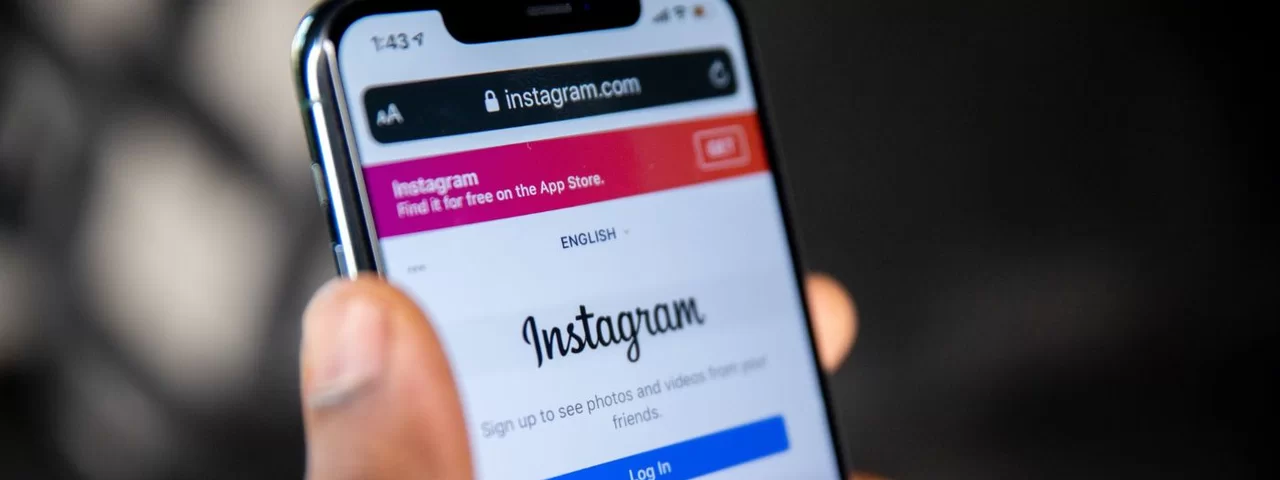 1:43
AA instagram.com
Instagram
Find it for free on the App Store.
GET
ENGLISH
Instagram
Sign up to see photos and videos from your
friends.
Log In